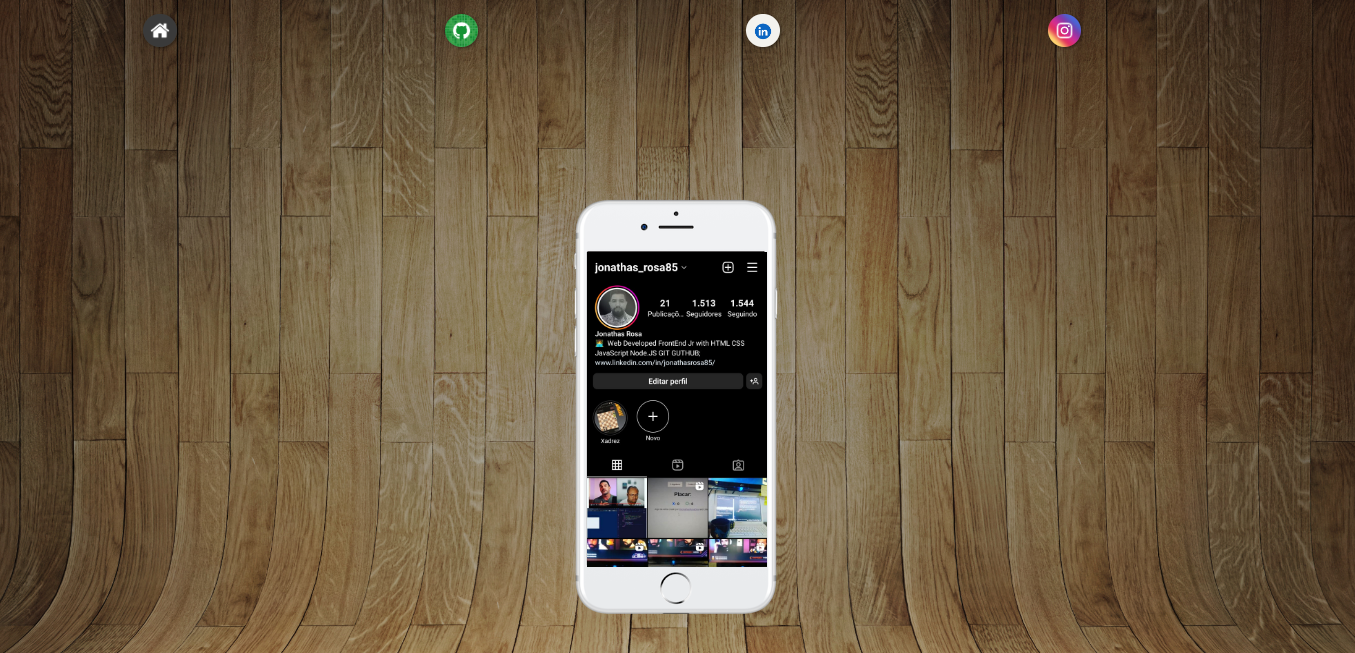 in
jonathas_rosa85
21 1.513 1.544
Publicaçõ... Seguidores Seguindo
Jonathas Rosa
Web Developed FrontEnd Jr with HTML CSS
JavaScript Node.JS GIT GUTHUB;
www.linkedin.com/in/jonathasrosa85/
Editar perfil
Xadrez Novo
Placar: